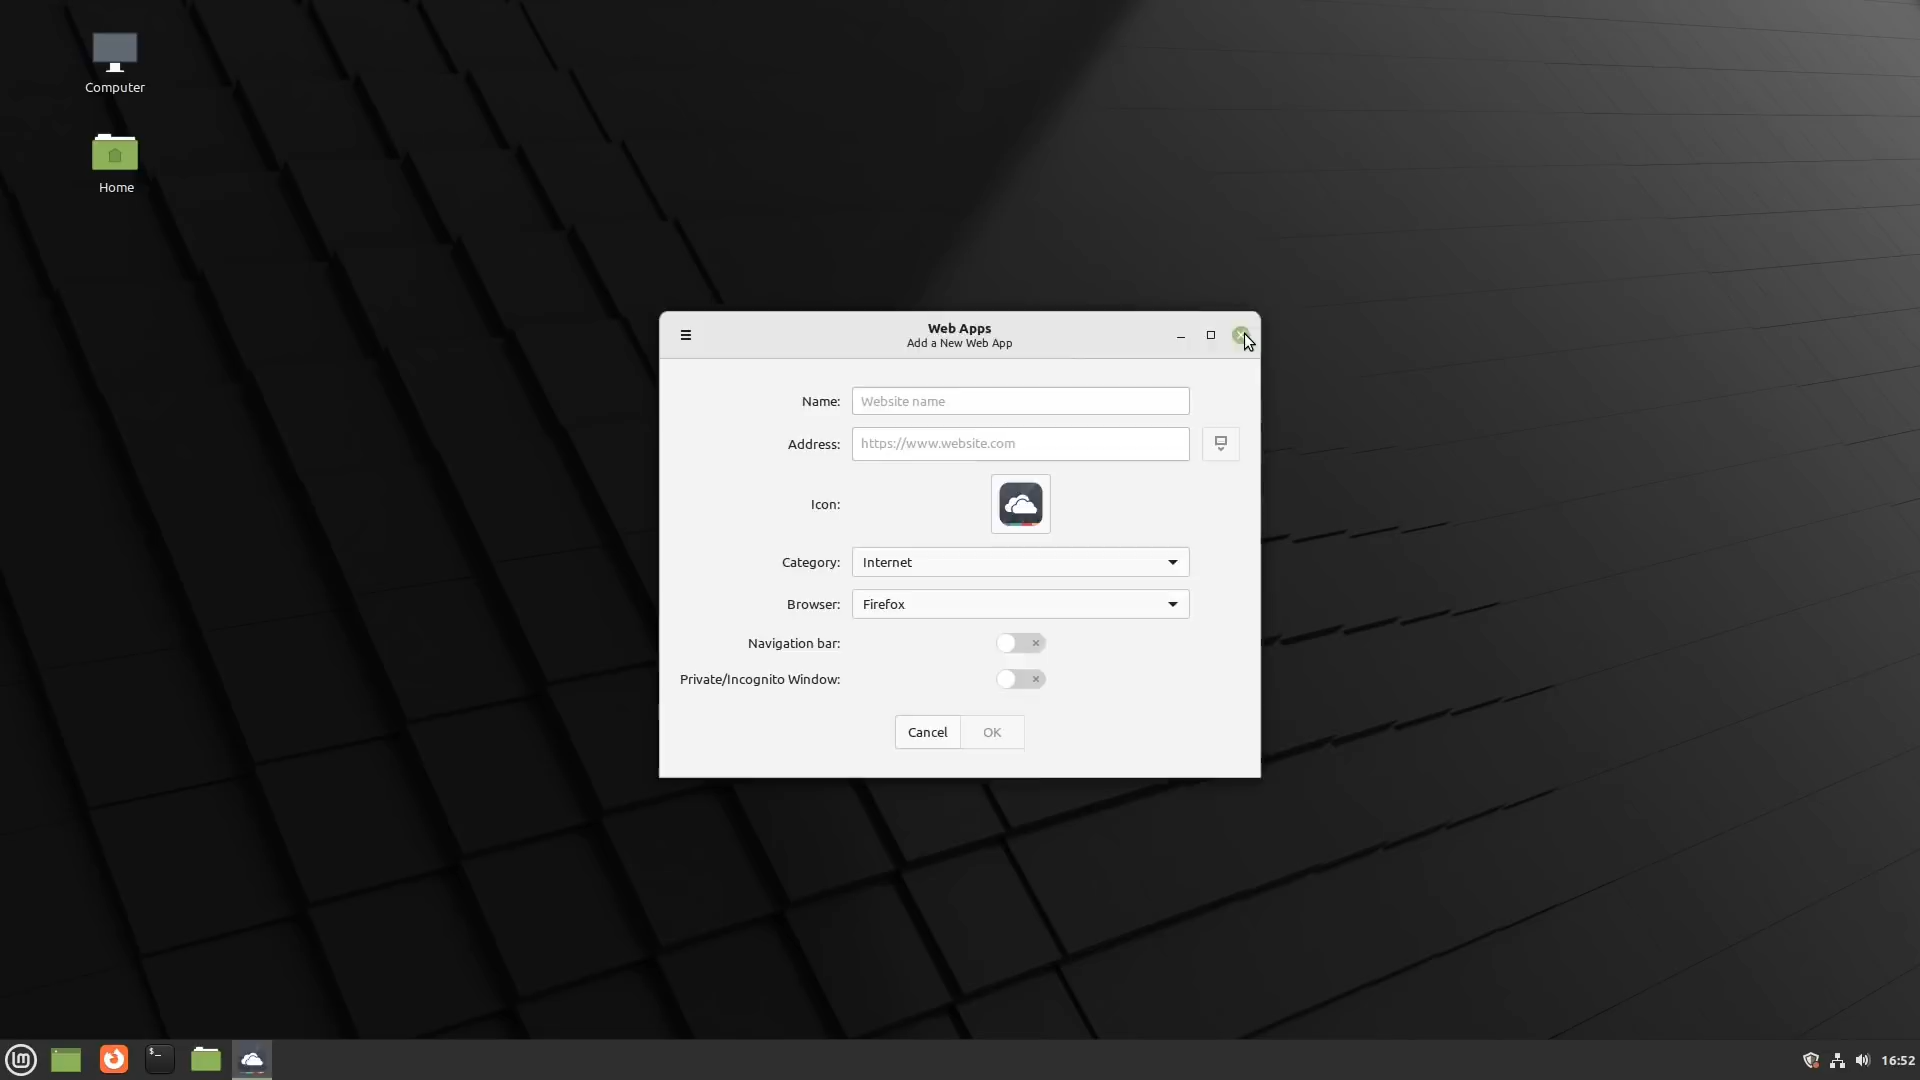 Computer
Home
Web Apps
Add a New Web App
Name: Website name
Address: https://www.website.com
Icon:
Category: Internet
Browser: Firefox
Navigation bar:
Private/Incognito Window:
Cancel OK
lm $_ 16:52